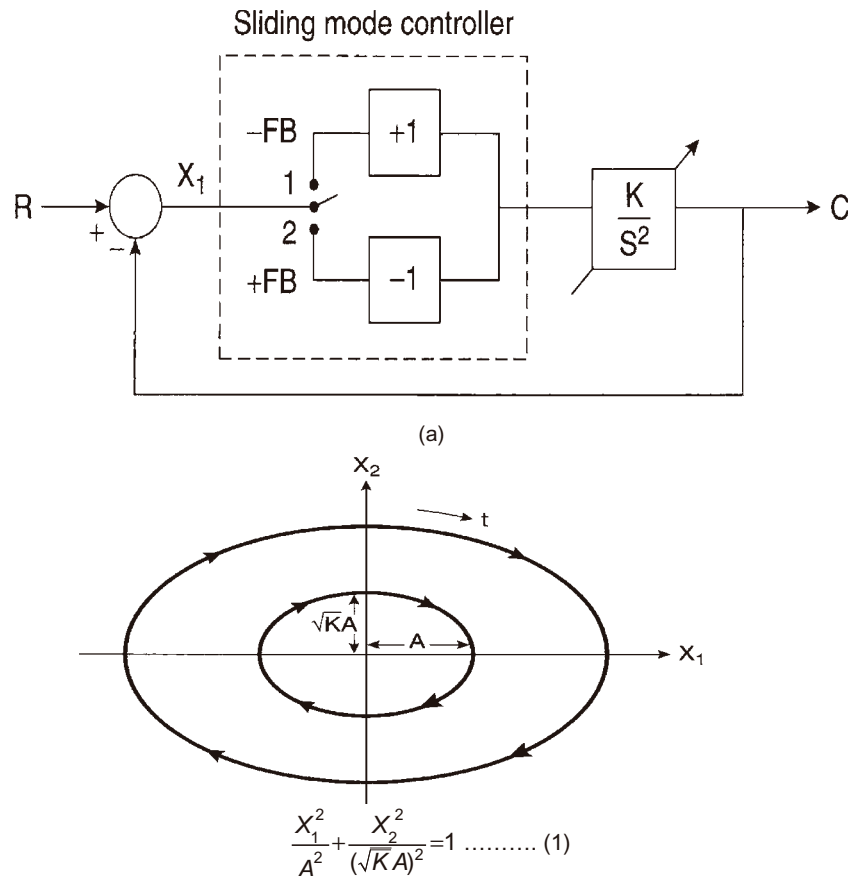 Sliding mode controller
−FB
+1
X₁
1
R
+
−
2
K
S²
C
+FB
−1
(a)
x₂
t
√KA
A
x₁
X₁²/A² + X₂²/(√K A)² =1 .......... (1)